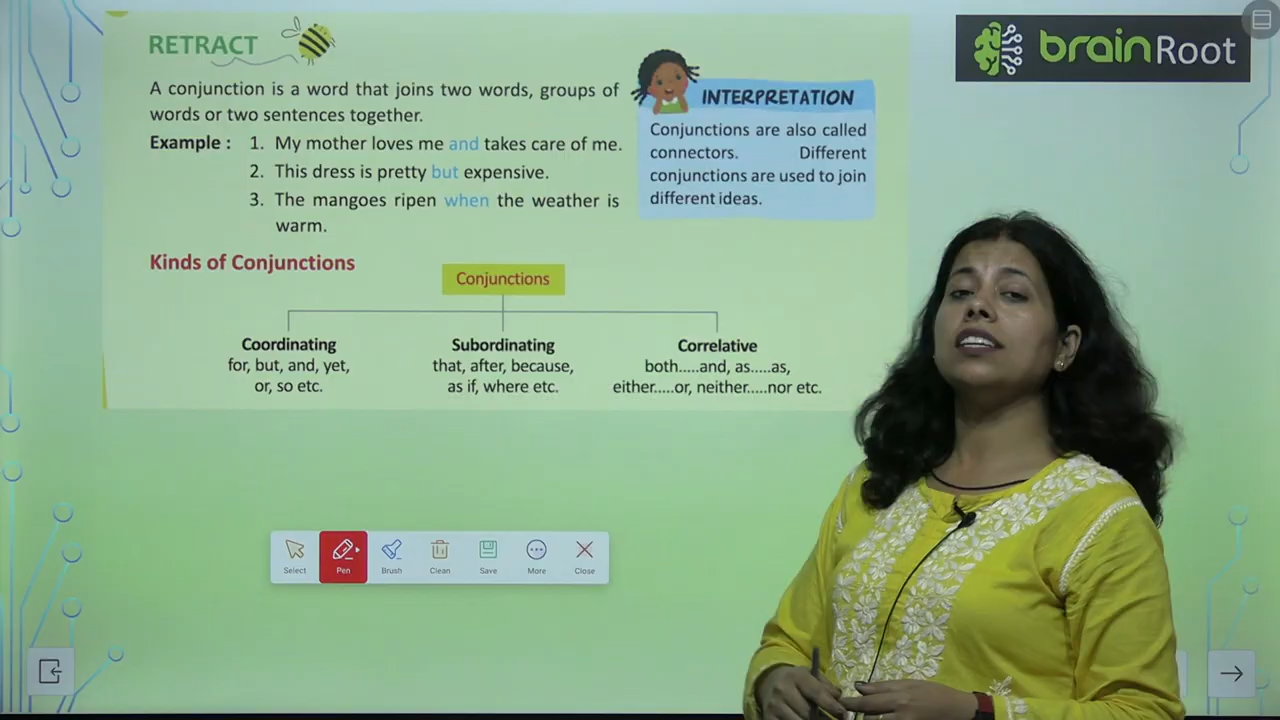 RETRACT
A conjunction is a word that joins two words, groups of
words or two sentences together.
Example : 1. My mother loves me and takes care of me.
2. This dress is pretty but expensive.
3. The mangoes ripen when the weather is
warm.
INTERPRETATION
Conjunctions are also called
connectors. Different
conjunctions are used to join
different ideas.
brainRoot
Kinds of Conjunctions
Conjunctions
Coordinating
for, but, and, yet,
or, so etc.
Subordinating
that, after, because,
as if, where etc.
Correlative
both.....and, as.....as,
either.....or, neither.....nor etc.
Select Pen Brush Clean Save More Close